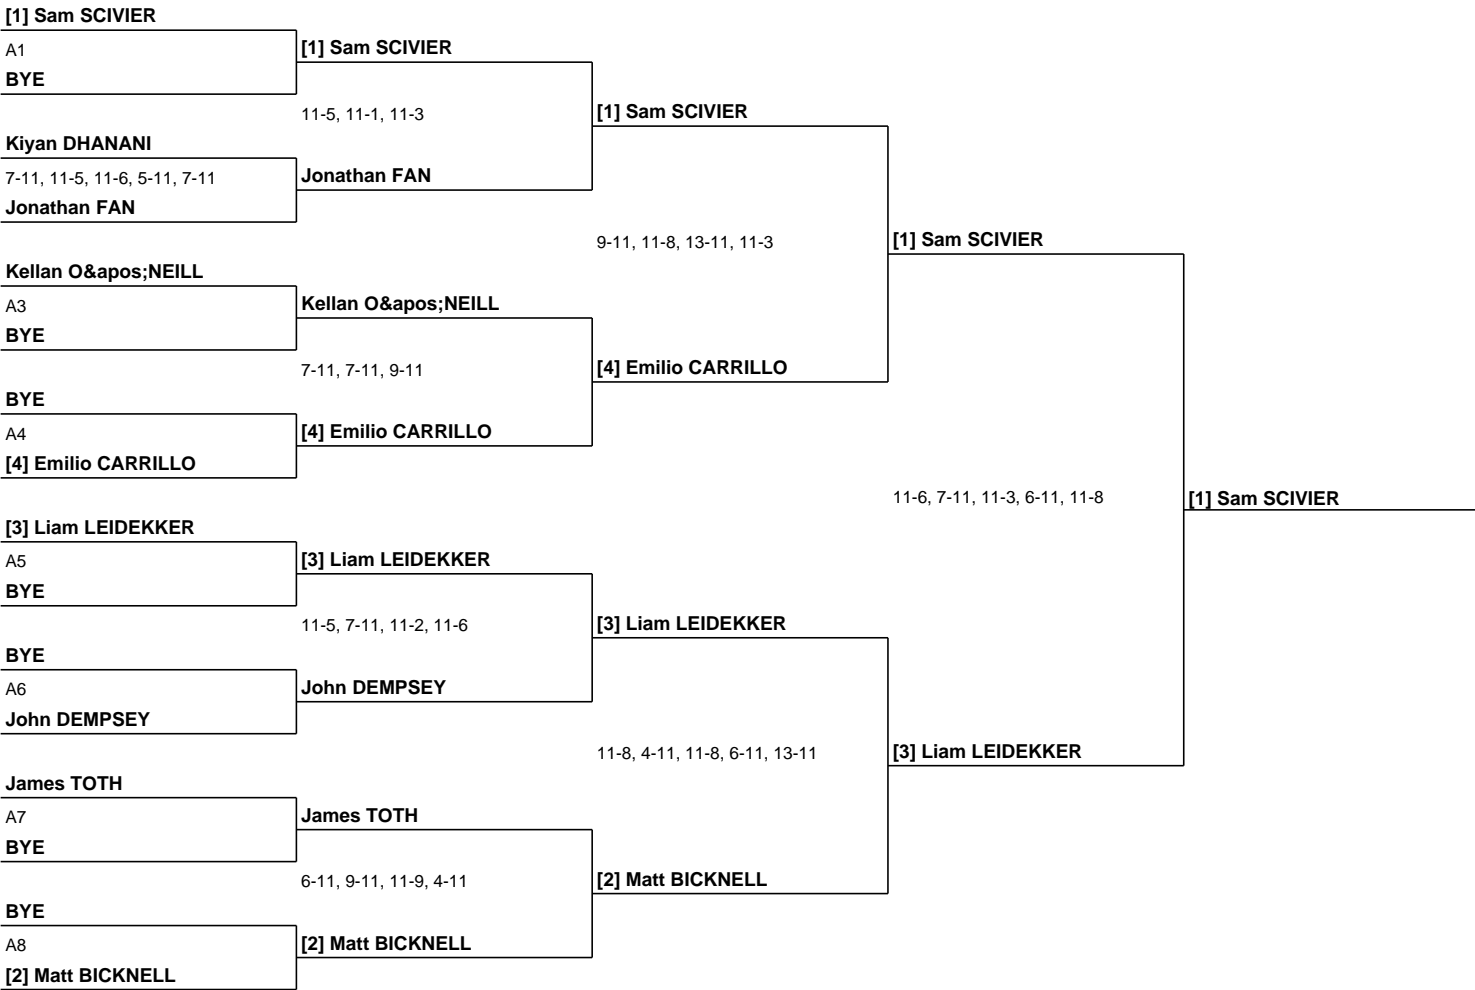 [1] Sam SCIVIER
A1
BYE
Kiyan DHANANI
7-11, 11-5, 11-6, 5-11, 7-11
Jonathan FAN
Kellan O&apos;NEILL
A3
BYE
BYE
A4
[4] Emilio CARRILLO
[3] Liam LEIDEKKER
A5
BYE
BYE
A6
John DEMPSEY
James TOTH
A7
BYE
BYE
A8
[2] Matt BICKNELL
[1] Sam SCIVIER
11-5, 11-1, 11-3
Jonathan FAN
Kellan O&apos;NEILL
7-11, 7-11, 9-11
[4] Emilio CARRILLO
[3] Liam LEIDEKKER
11-5, 7-11, 11-2, 11-6
John DEMPSEY
James TOTH
6-11, 9-11, 11-9, 4-11
[2] Matt BICKNELL
[1] Sam SCIVIER
9-11, 11-8, 13-11, 11-3
[4] Emilio CARRILLO
[3] Liam LEIDEKKER
11-8, 4-11, 11-8, 6-11, 13-11
[2] Matt BICKNELL
[1] Sam SCIVIER
11-6, 7-11, 11-3, 6-11, 11-8
[3] Liam LEIDEKKER
[1] Sam SCIVIER